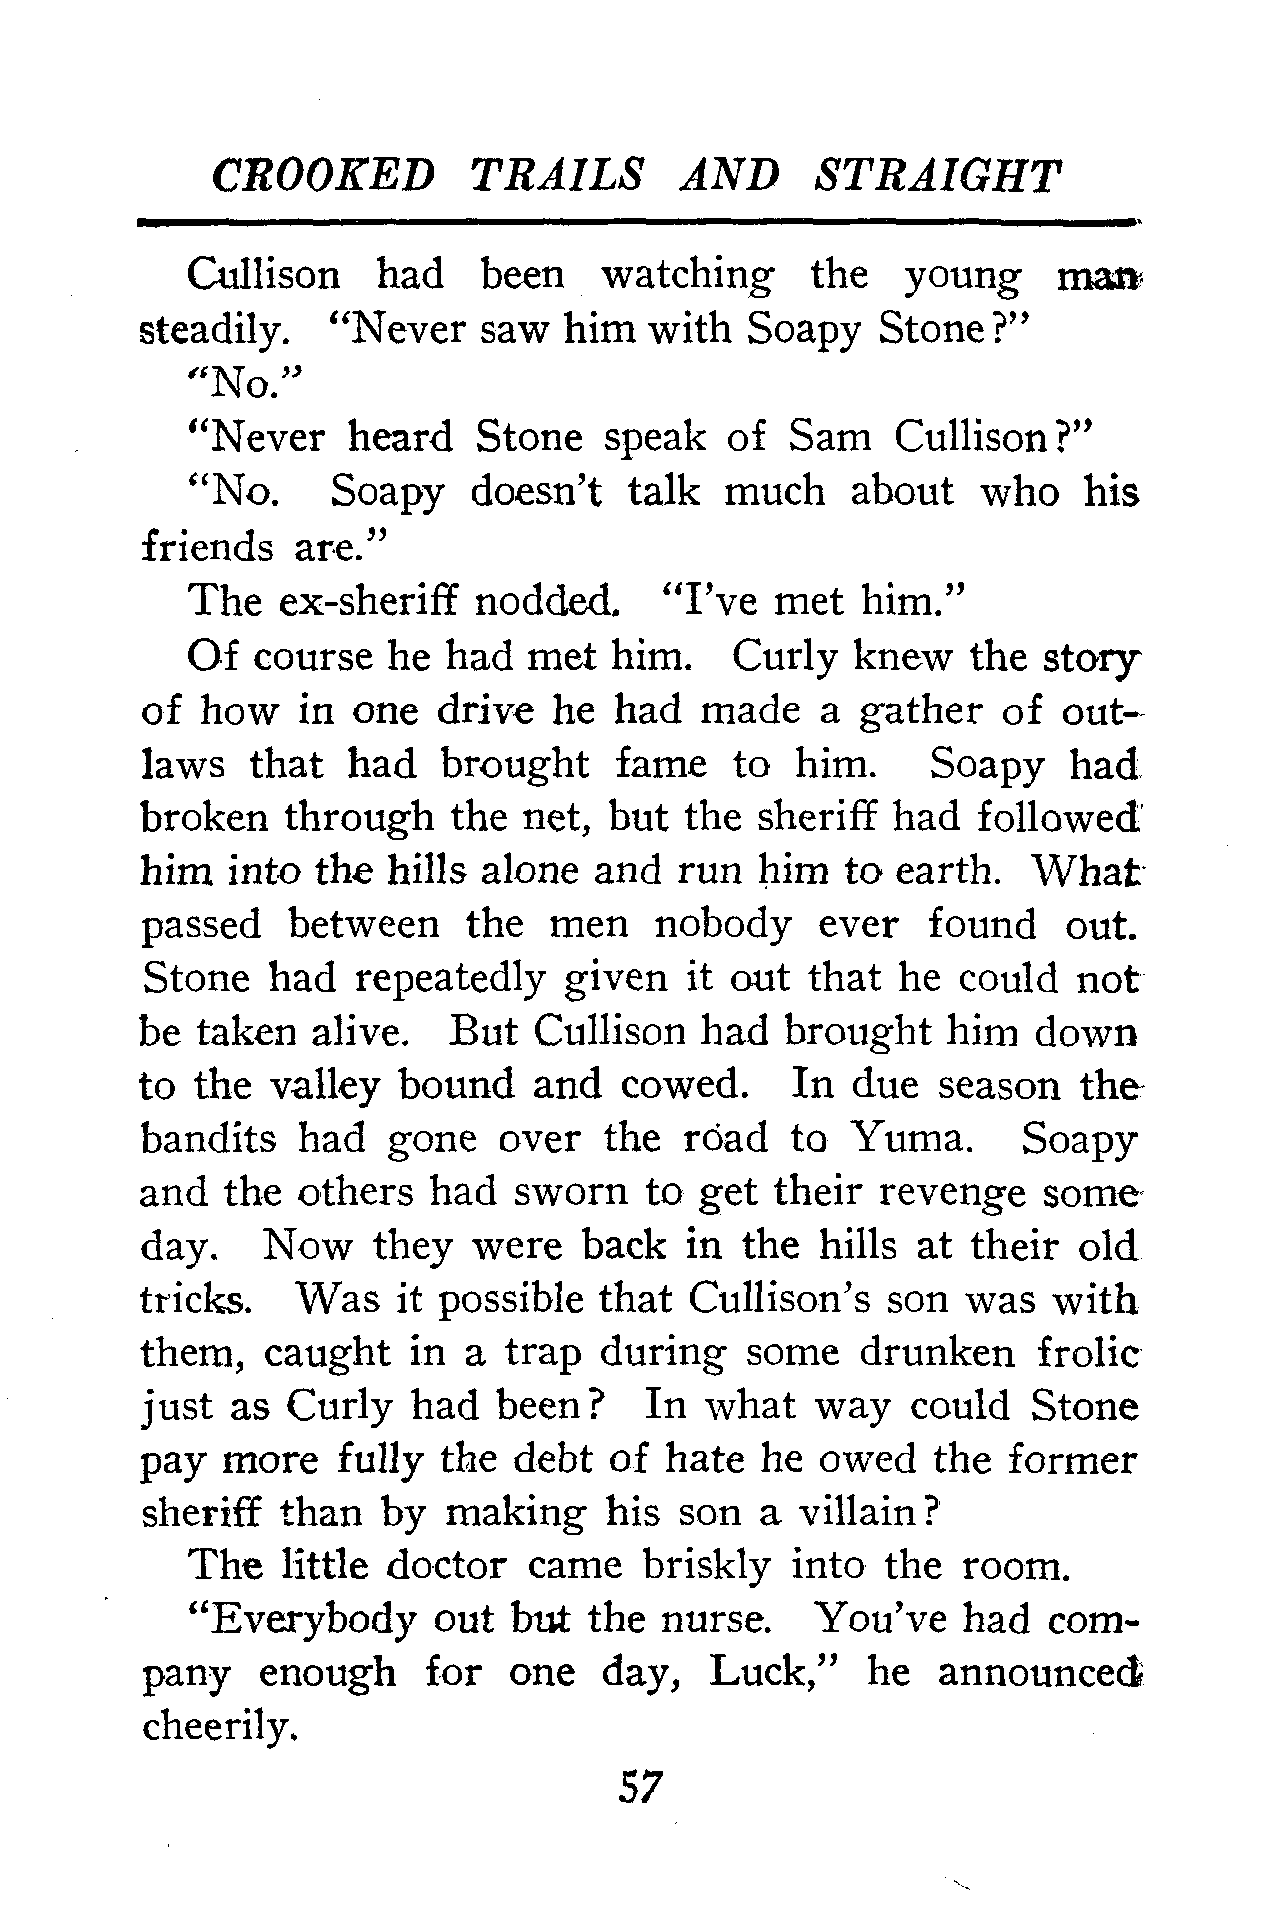 CROOKED TRAILS AND STRAIGHT
Cullison had been watching the young man
steadily. “Never saw him with Soapy Stone?”
“No.”
“Never heard Stone speak of Sam Cullison?”
“No. Soapy doesn’t talk much about who his
friends are.”
The ex-sheriff nodded. “I’ve met him.”
Of course he had met him. Curly knew the story
of how in one drive he had made a gather of out-
laws that had brought fame to him. Soapy had
broken through the net, but the sheriff had followed
him into the hills alone and run him to earth. What
passed between the men nobody ever found out.
Stone had repeatedly given it out that he could not
be taken alive. But Cullison had brought him down
to the valley bound and cowed. In due season the
bandits had gone over the road to Yuma. Soapy
and the others had sworn to get their revenge some
day. Now they were back in the hills at their old
tricks. Was it possible that Cullison’s son was with
them, caught in a trap during some drunken frolic
just as Curly had been? In what way could Stone
pay more fully the debt of hate he owed the former
sheriff than by making his son a villain?
The little doctor came briskly into the room.
“Everybody out but the nurse. You’ve had com-
pany enough for one day, Luck,” he announced
cheerily.
57